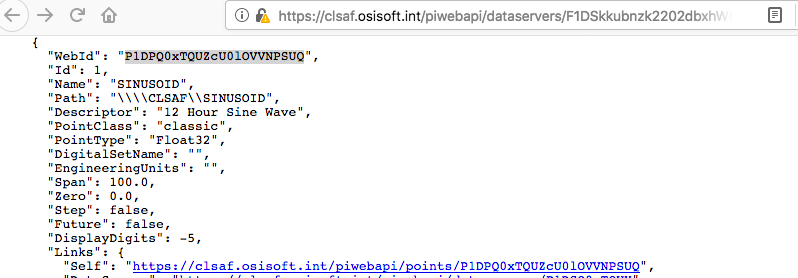 https://clsaf.osisoft.int/piwebapi/dataservers/F1DSkkubnzk2202dbxhW
{
"WebId": "P1DPQ0xTQUZcU0lOVVNPSUQ",
"Id": 1,
"Name": "SINUSOID",
"Path": "\\\\CLSAF\\SINUSOID",
"Descriptor": "12 Hour Sine Wave",
"PointClass": "classic",
"PointType": "Float32",
"DigitalSetName": "",
"EngineeringUnits": "",
"Span": 100.0,
"Zero": 0.0,
"Step": false,
"Future": false,
"DisplayDigits": -5,
"Links": {
"Self": "https://clsaf.osisoft.int/piwebapi/points/P1DPQ0xTQUZcU0lOVVNPSUQ",